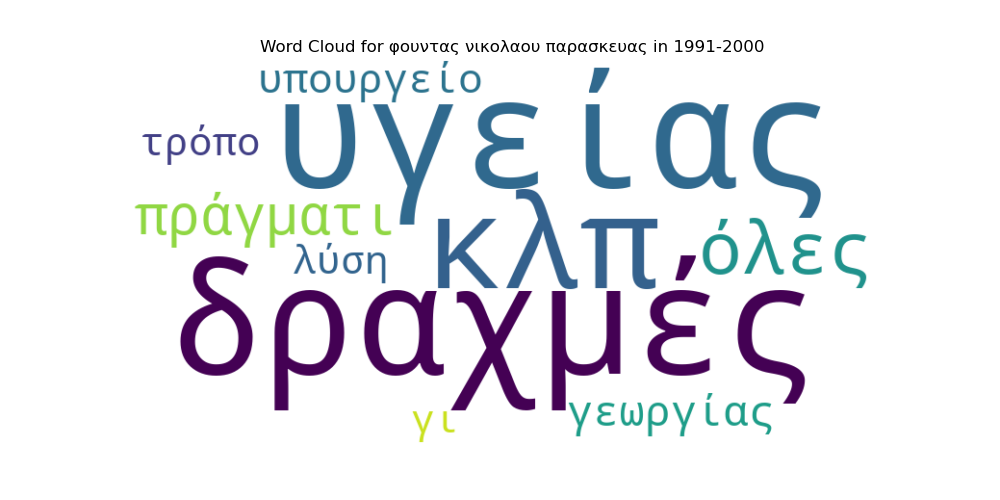 Word Cloud for φουντας νικολαου παρασκευας in 1991-2000
υπουργείο
υγείας
τρόπο
πράγματι
κλπ
όλες
λύση
δραχμές
γι
γεωργίας